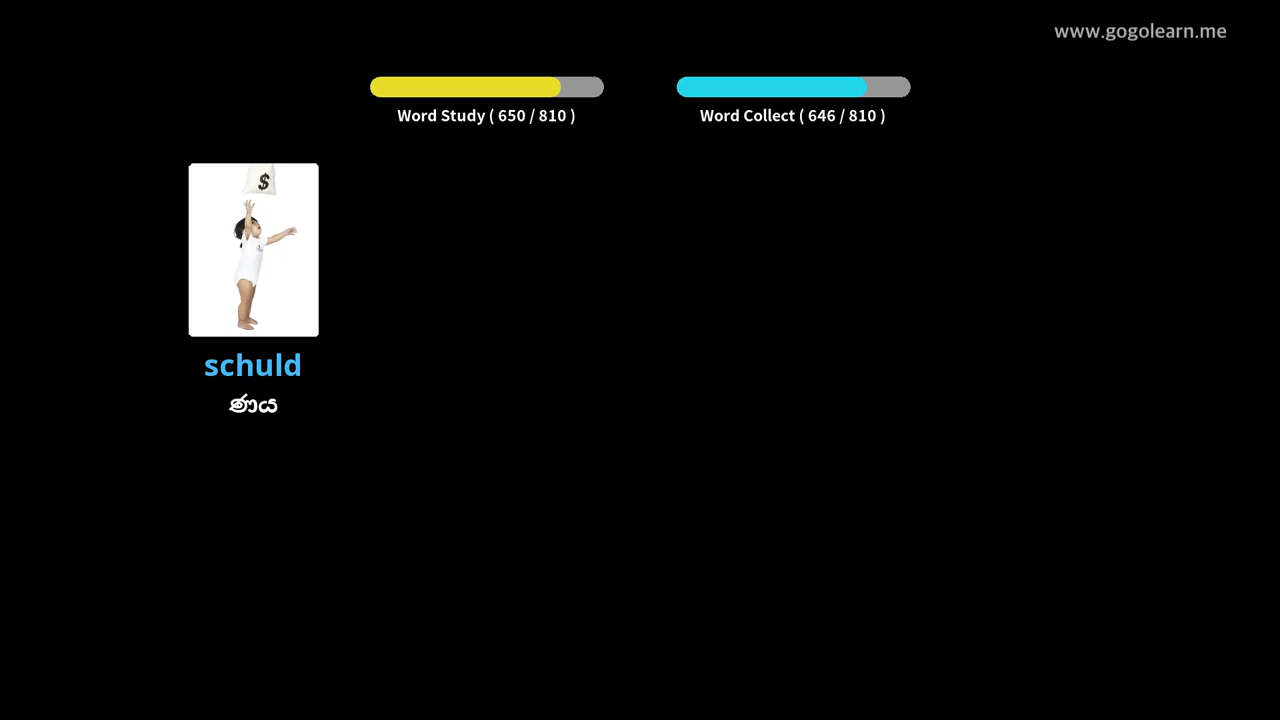 www.gogolearn.me
Word Study ( 650 / 810 )
Word Collect ( 646 / 810 )
$
schuld
ණය